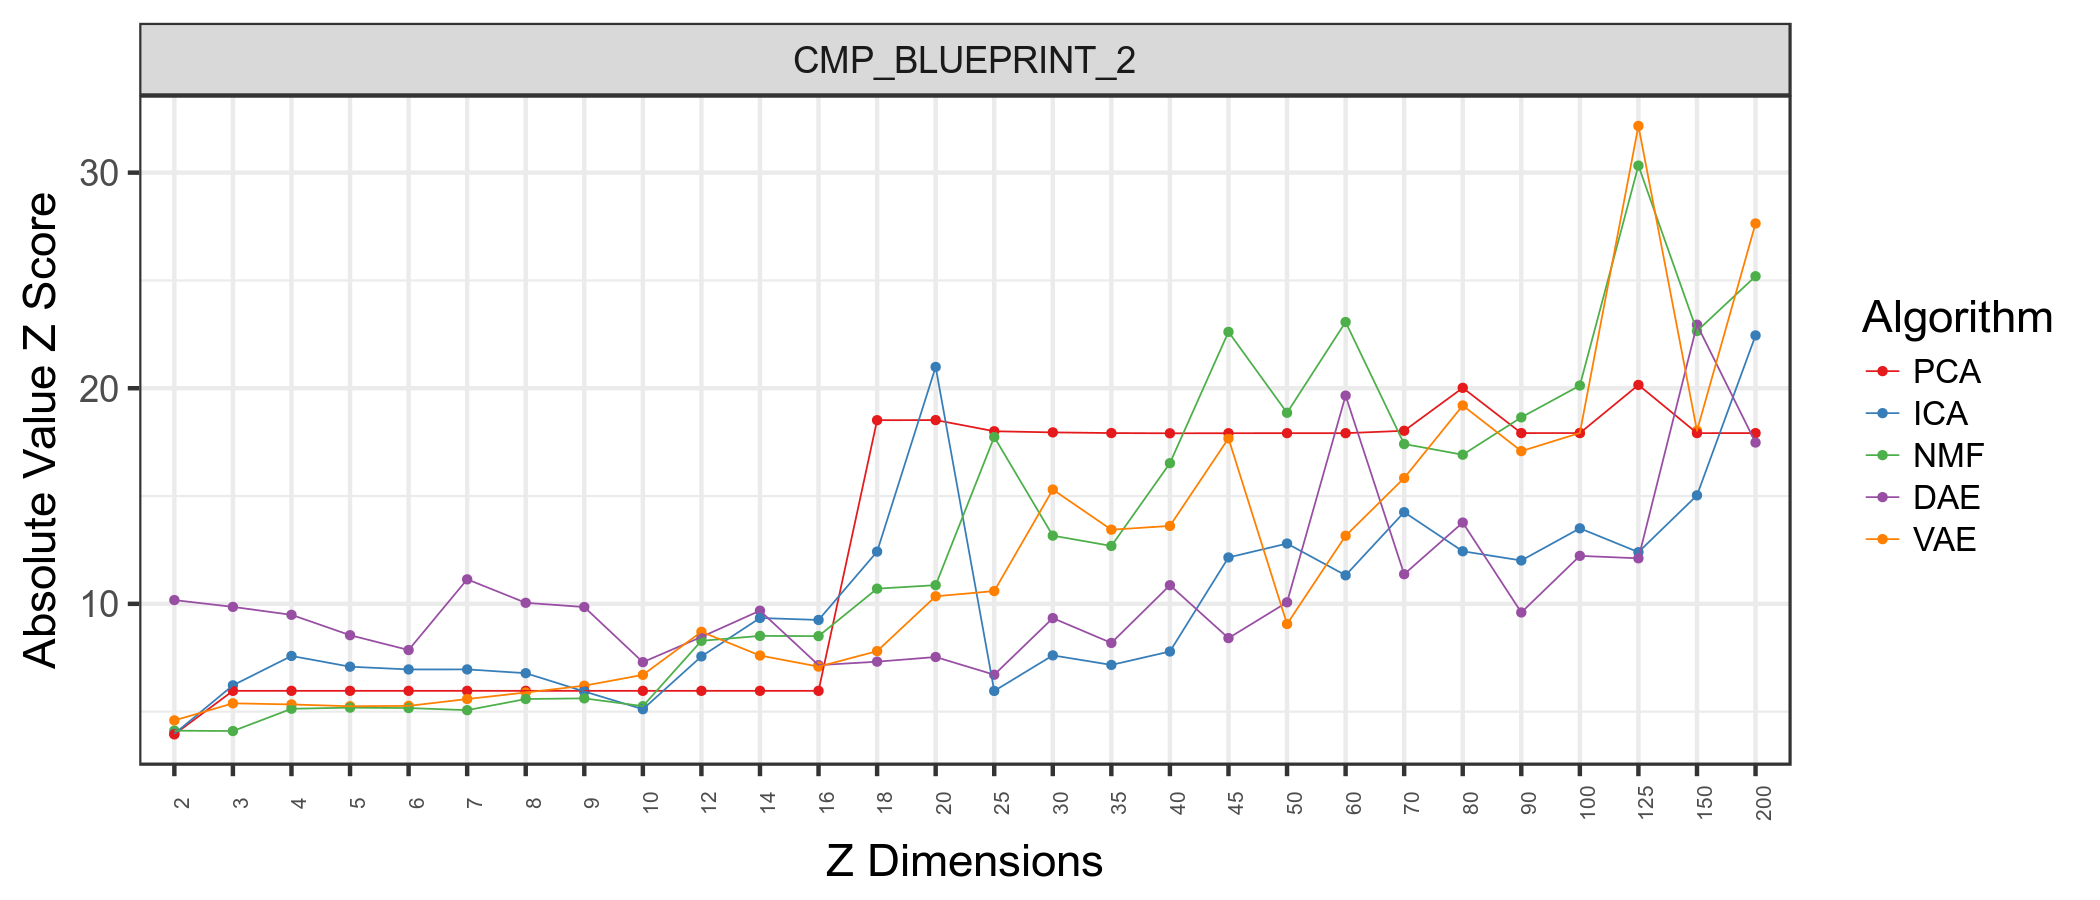 CMP_BLUEPRINT_2
Absolute Value Z Score
30
20
10
2 3 4 5 6 7 8 9 10 12 14 16 18 20 25 30 35 40 45 50 60 70 80 90 100 125 150 200
Z Dimensions
Algorithm
PCA
ICA
NMF
DAE
VAE